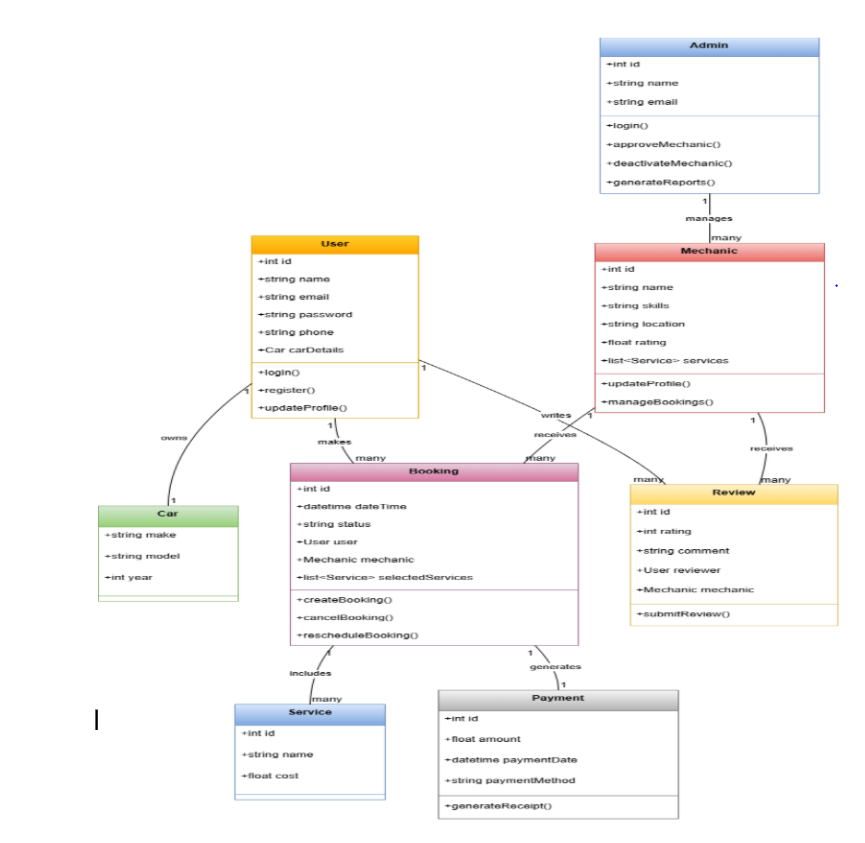 Admin
+int id
+string name
+string email
+login()
+approveMechanic()
+deactivateMechanic()
+generateReports()
1
manages
many
User
+int id
+string name
+string email
+string password
+string phone
+Car carDetails
+login()
+register()
+updateProfile()
Mechanic
+int id
+string name
+string skills
+string location
+float rating
+list<Service> services
+updateProfile()
+manageBookings()
1
owns
1
1
makes
many
1
writes
many
1
receives
many
1
receives
many
Car
+string make
+string model
+int year
Booking
+int id
+datetime dateTime
+string status
+User user
+Mechanic mechanic
+list<Service> selectedServices
+createBooking()
+cancelBooking()
+rescheduleBooking()
Review
+int id
+int rating
+string comment
+User reviewer
+Mechanic mechanic
+submitReview()
1
includes
many
1
generates
1
Service
+int id
+string name
+float cost
Payment
+int id
+float amount
+datetime paymentDate
+string paymentMethod
+generateReceipt()